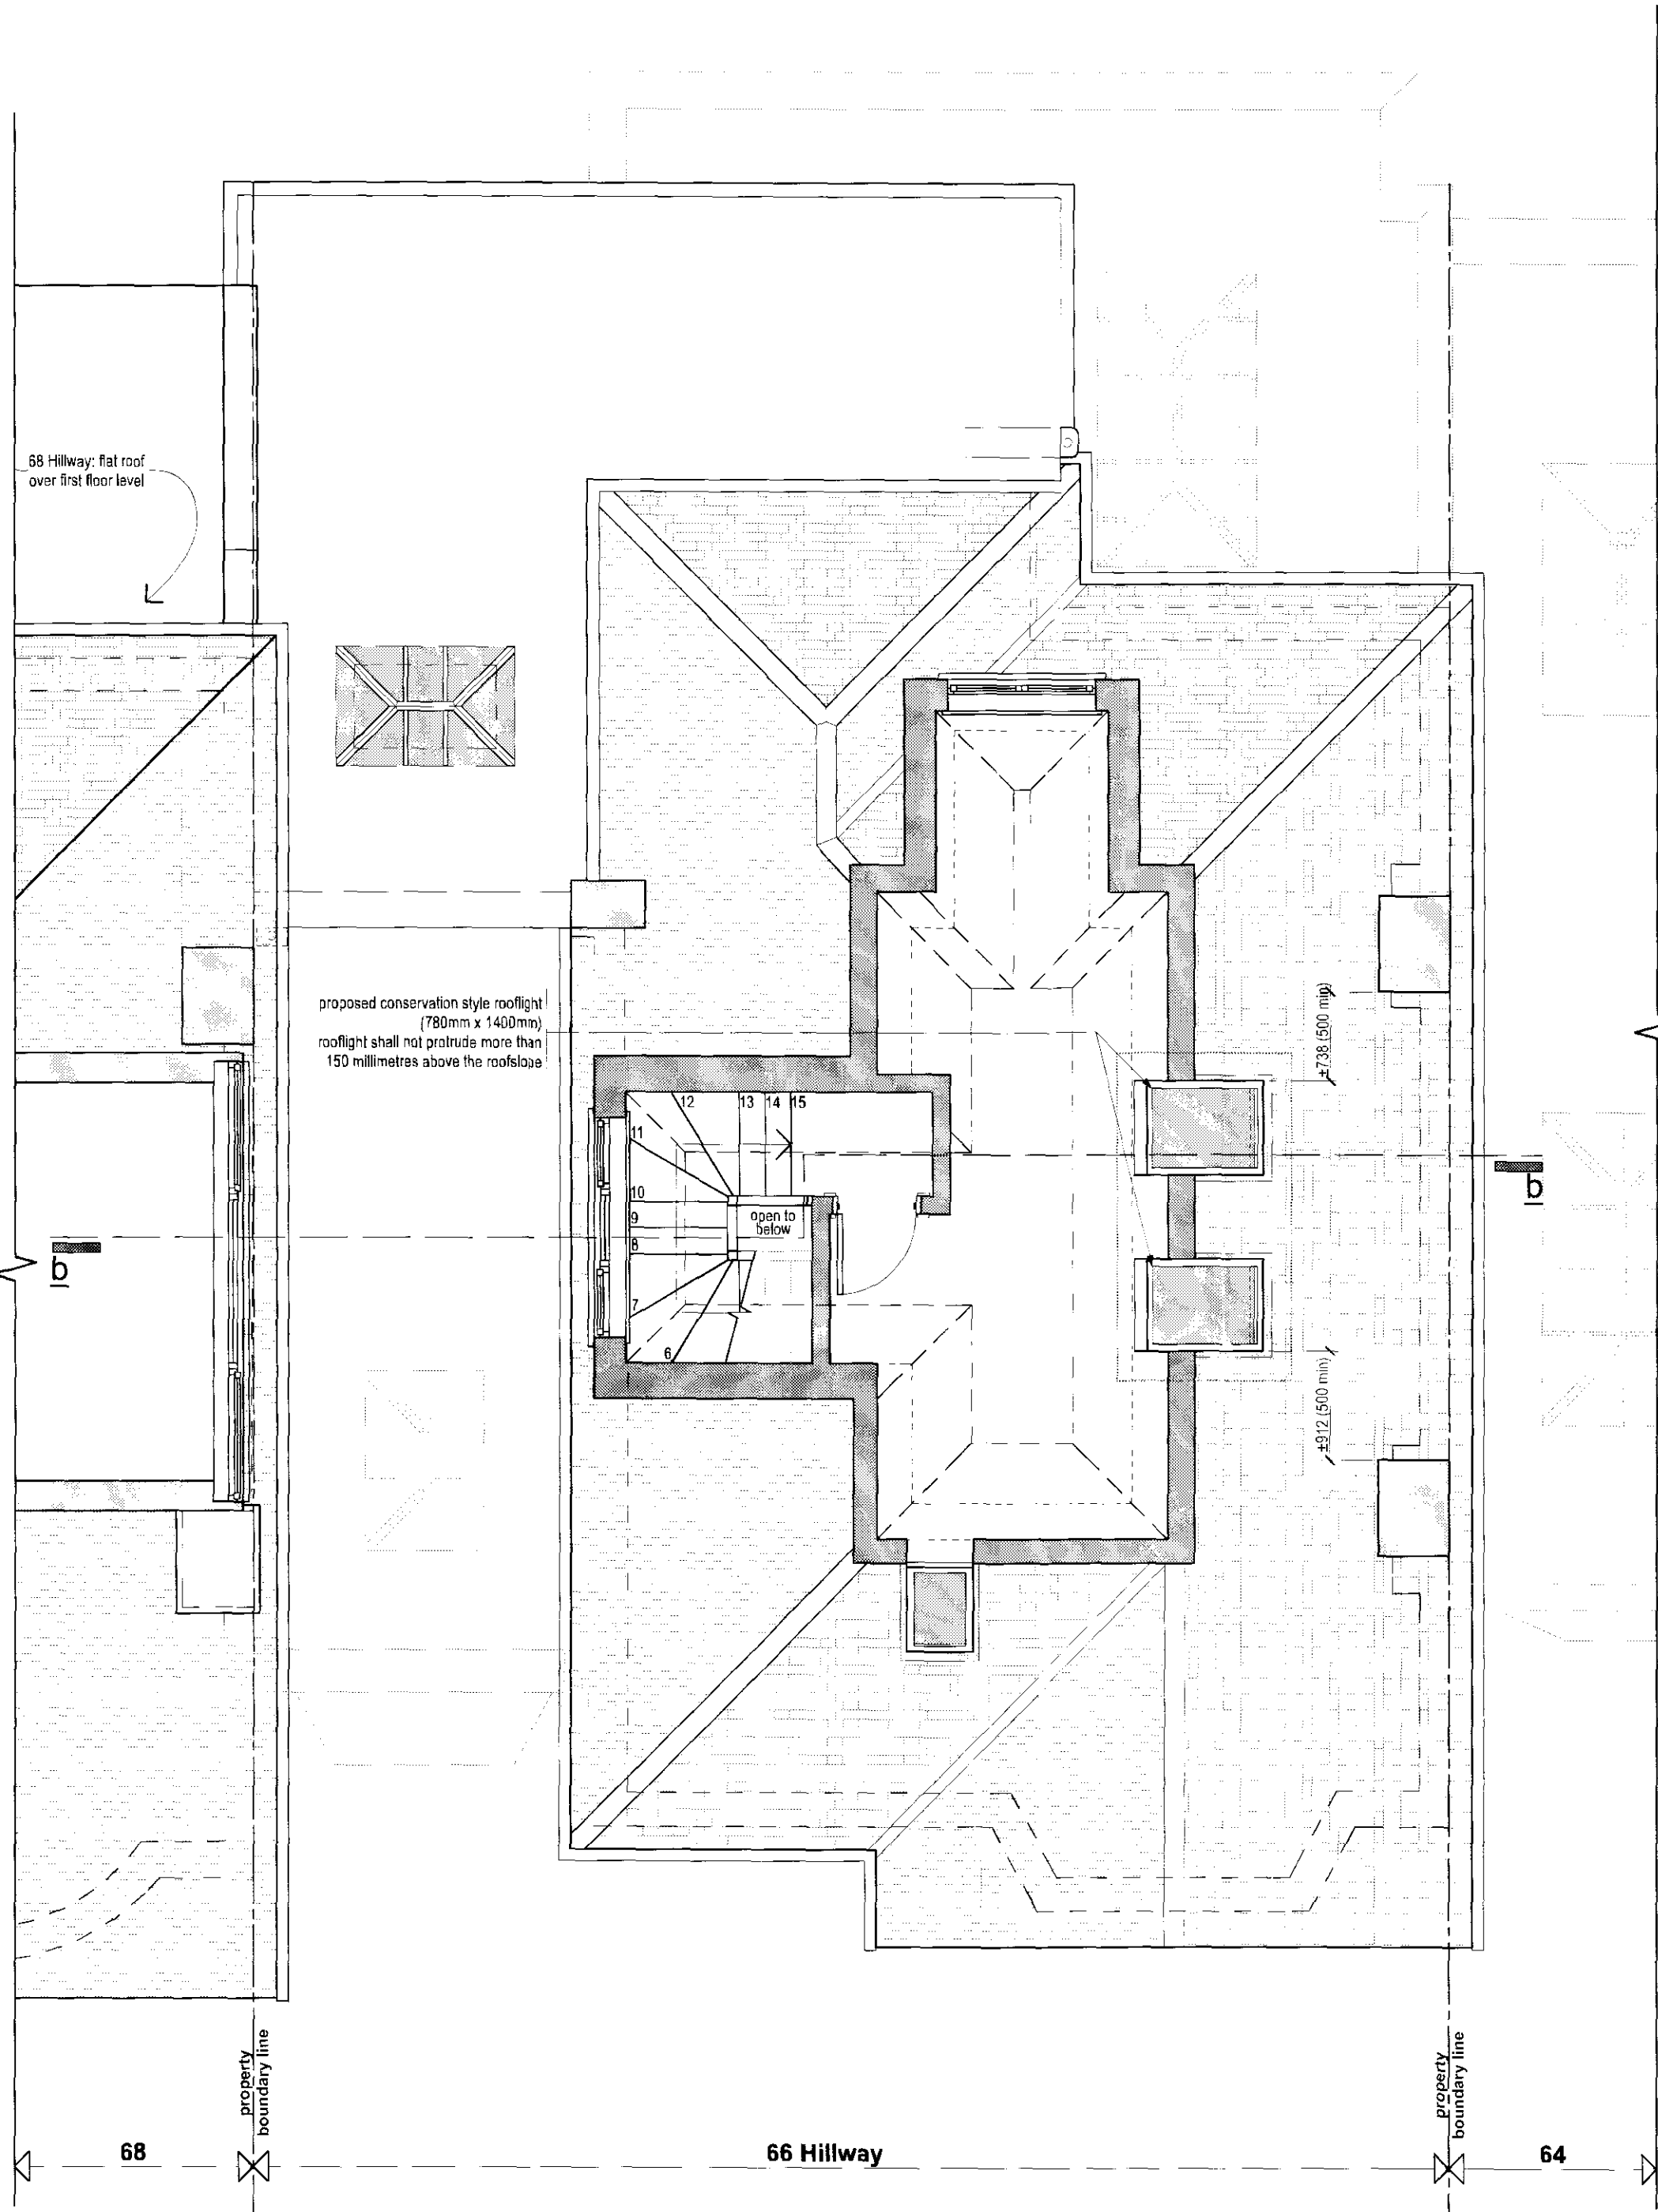 68 Hillway: flat roof
over first floor level
proposed conservation style rooflight
(780mm x 1400mm)
rooflight shall not protrude more than
150 millimetres above the roofslope
±738 (500 min)
12
13
14
15
11
10
9
8
7
6
open to
below
b
b
±912 (500 min)
property
boundary line
property
boundary line
68
66 Hillway
64